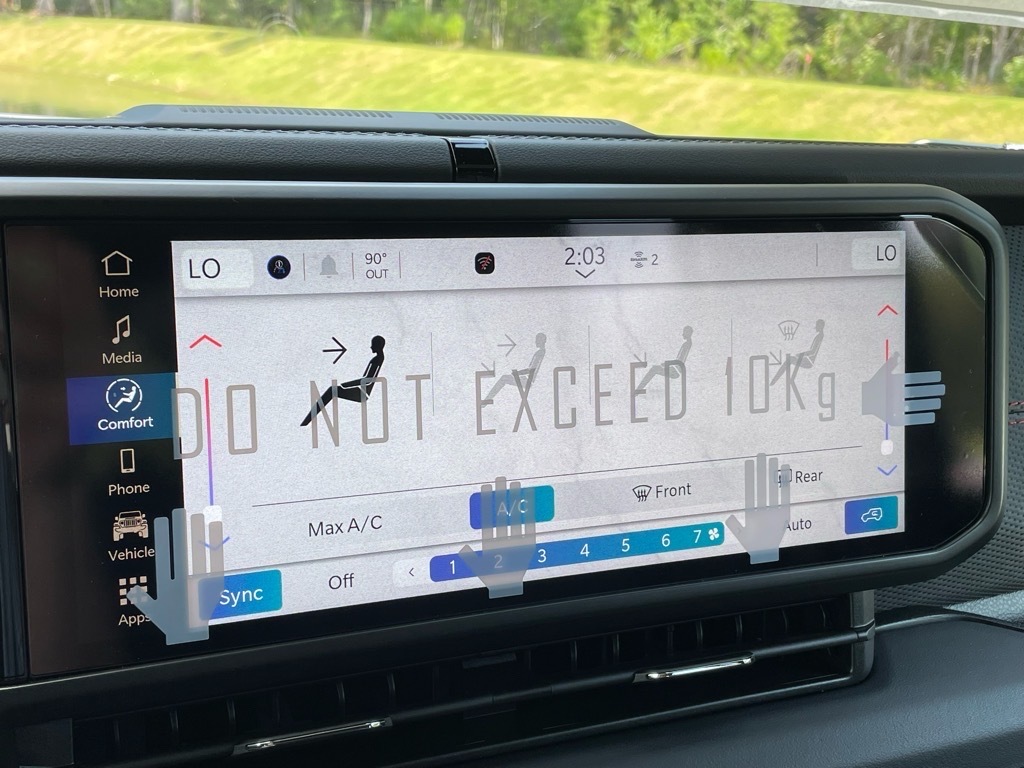 LO 90° OUT 2:03 2 LO
Home
Media
Comfort
Phone
Vehicle
Apps
DO NOT EXCEED 10Kg
Max A/C A/C Front Rear
Sync Off < 1 2 3 4 5 6 7 Auto